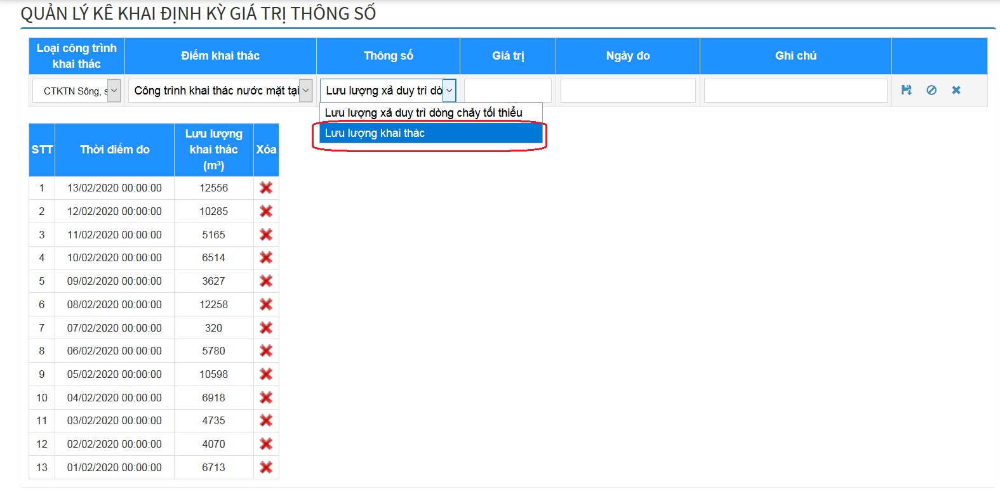 QUẢN LÝ KÊ KHAI ĐỊNH KỲ GIÁ TRỊ THÔNG SỐ
Loại công trình
khai thác
Điểm khai thác
Thông số
Giá trị
Ngày đo
Ghi chú
CTKTN Sông, s
Công trình khai thác nước mặt tại
Lưu lượng xả duy trì dò
Lưu lượng xả duy trì dòng chảy tối thiểu
Lưu lượng khai thác
STT
Thời điểm đo
Lưu lượng
khai thác
(m³)
Xóa
1 13/02/2020 00:00:00 12556
2 12/02/2020 00:00:00 10285
3 11/02/2020 00:00:00 5165
4 10/02/2020 00:00:00 6514
5 09/02/2020 00:00:00 3627
6 08/02/2020 00:00:00 12258
7 07/02/2020 00:00:00 320
8 06/02/2020 00:00:00 5780
9 05/02/2020 00:00:00 10598
10 04/02/2020 00:00:00 6918
11 03/02/2020 00:00:00 4735
12 02/02/2020 00:00:00 4070
13 01/02/2020 00:00:00 6713